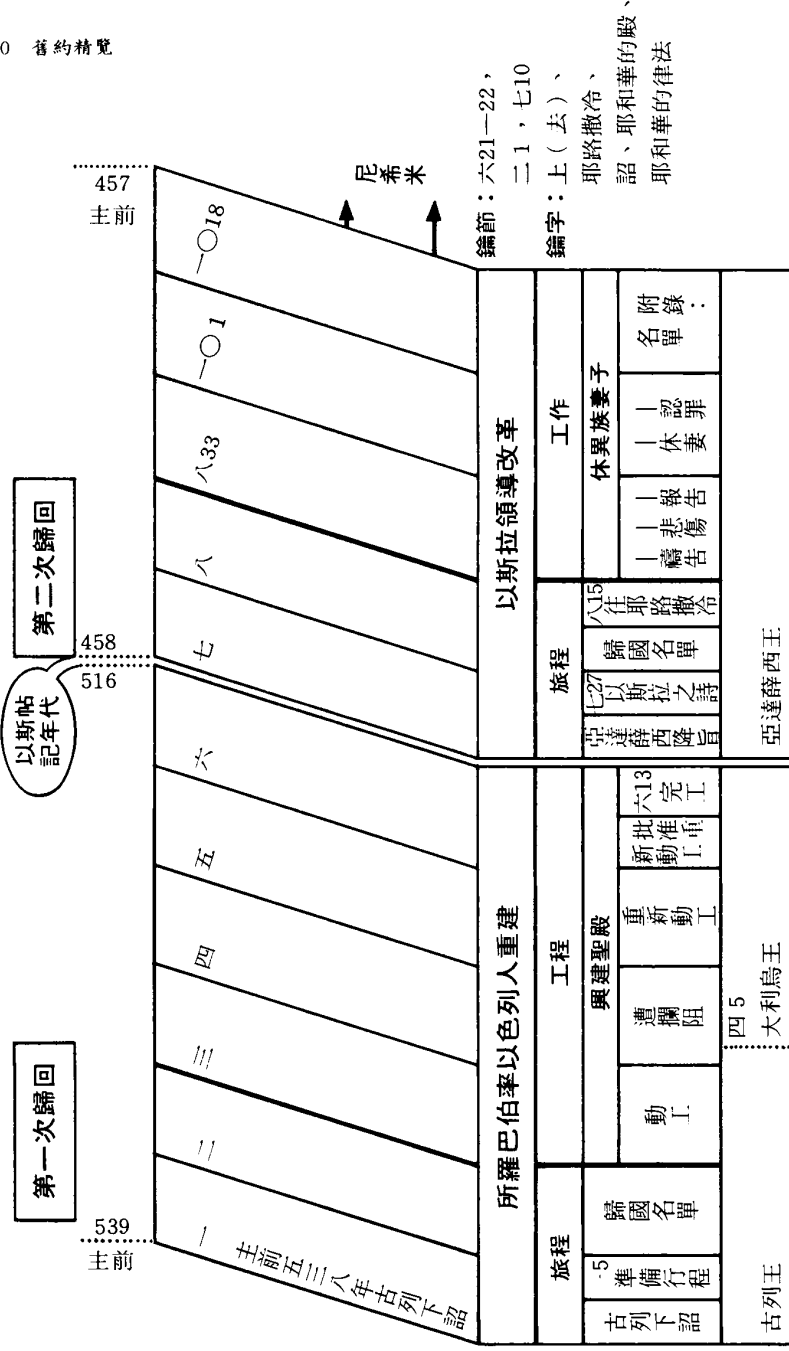 0 舊約精覽
第一次歸回
第二次歸回
以斯帖
記年代
539
主前
516
458
457
主前
一
二
三
四
五
六
七
八
八33
一〇1
一〇18
主前五三八年古列下詔
尼希米
所羅巴伯率以色列人重建
以斯拉領導改革
旅程
工程
旅程
工作
興建聖殿
休異族妻子
古列下詔
·5
準備行程
歸國名單
動工
遭攔阻
重新動工
批准重
新動工
六13
完工
亞達薛西降旨
七27
以斯拉之詩
歸國名單
八15
往耶路撒冷
—報告
—悲傷
—禱告
—認罪
—休妻
附錄：
名單
古列王
四5
大利烏王
亞達薛西王
鑰節：六21—22，
二1，七10
鑰字：上（去）、
耶路撒冷、
詔、耶和華的殿、
耶和華的律法